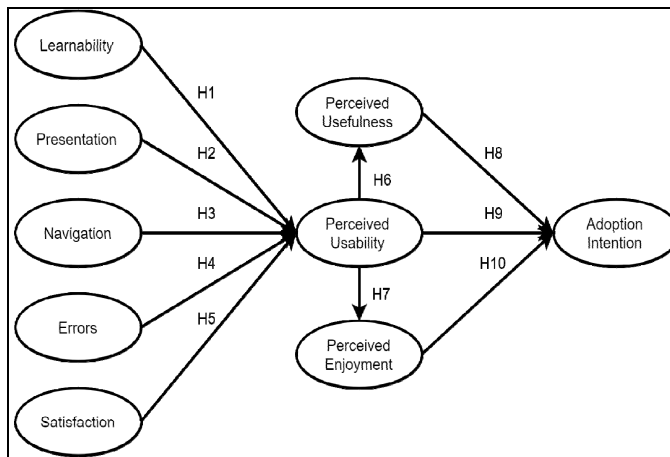 Learnability
H1
Presentation
H2
Navigation
H3
Errors
H4
Satisfaction
H5
Perceived
Usefulness
H6
Perceived
Usability
H7
Perceived
Enjoyment
H8
H9
H10
Adoption
Intention